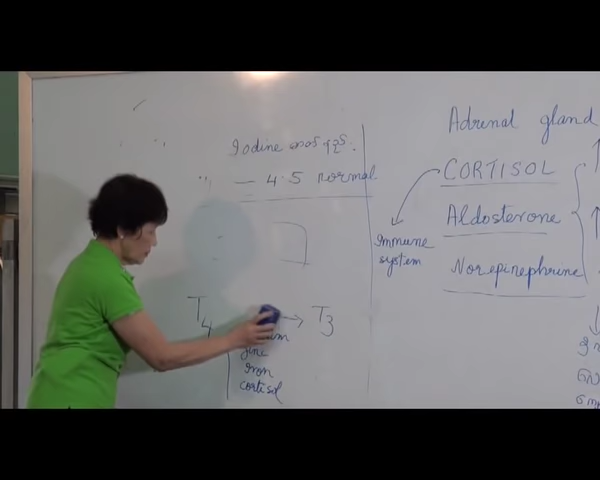 Iodine
— 4.5 normal
T4 → T3
zinc
Iron
cortisol
Adrenal gland
CORTISOL
Immune system
Aldosterone
Norepinephrine